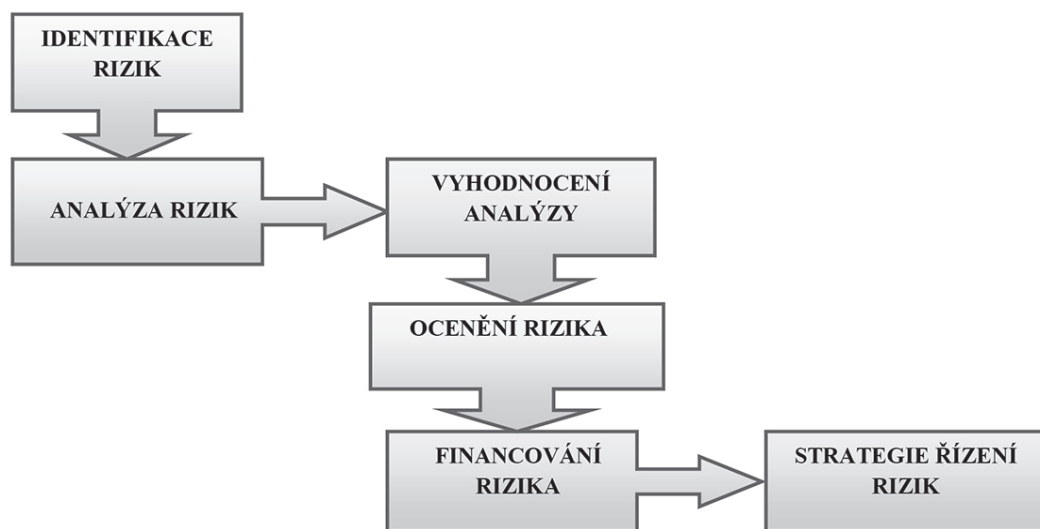 IDENTIFIKACE
RIZIK
ANALÝZA RIZIK
VYHODNOCENÍ
ANALÝZY
OCENĚNÍ RIZIKA
FINANCOVÁNÍ
RIZIKA
STRATEGIE ŘÍZENÍ
RIZIK